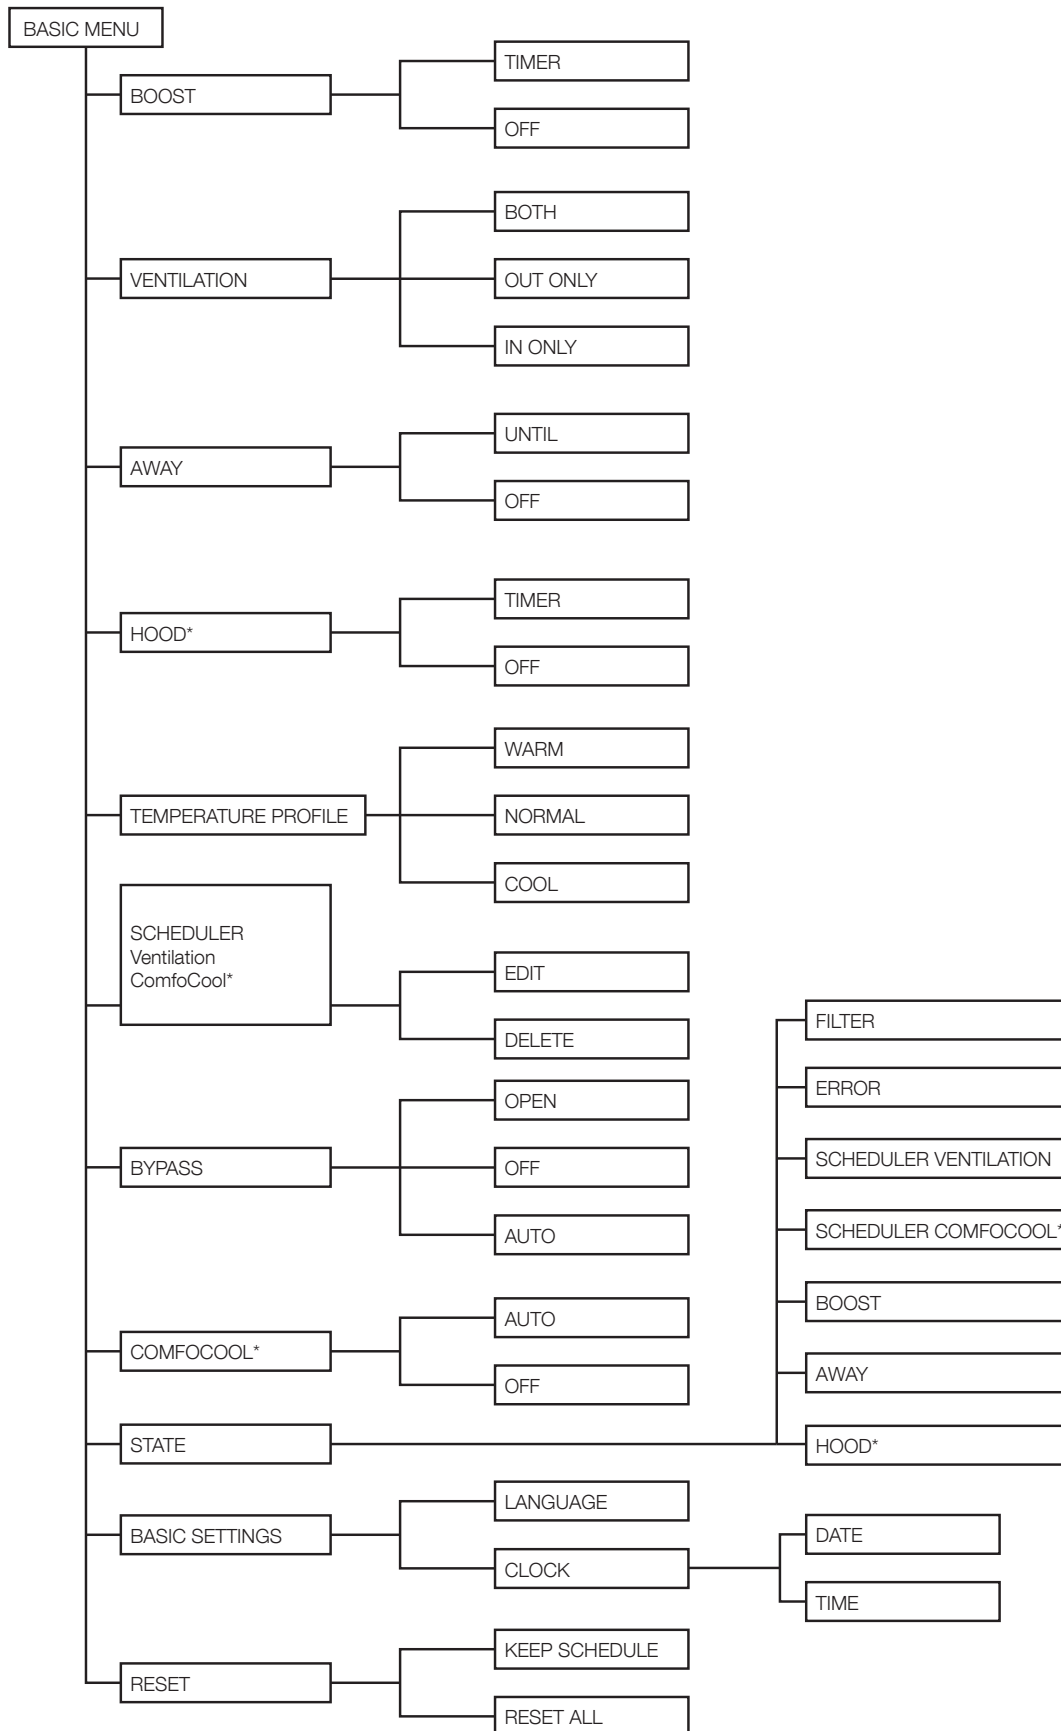 BASIC MENU
BOOST
TIMER
OFF
VENTILATION
BOTH
OUT ONLY
IN ONLY
AWAY
UNTIL
OFF
HOOD*
TIMER
OFF
TEMPERATURE PROFILE
WARM
NORMAL
COOL
SCHEDULER
Ventilation
ComfoCool*
EDIT
DELETE
BYPASS
OPEN
OFF
AUTO
COMFOCOOL*
AUTO
OFF
STATE
FILTER
ERROR
SCHEDULER VENTILATION
SCHEDULER COMFOCOOL*
BOOST
AWAY
HOOD*
BASIC SETTINGS
LANGUAGE
CLOCK
DATE
TIME
RESET
KEEP SCHEDULE
RESET ALL